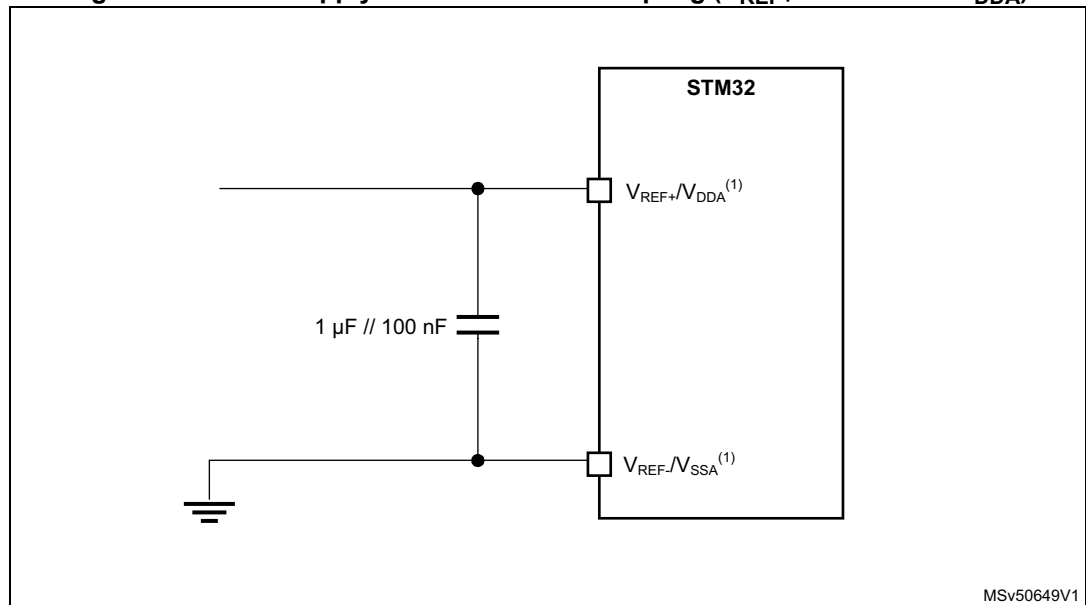 STM32
VREF+/VDDA(1)
1 µF // 100 nF
VREF-/VSSA(1)
MSv50649V1